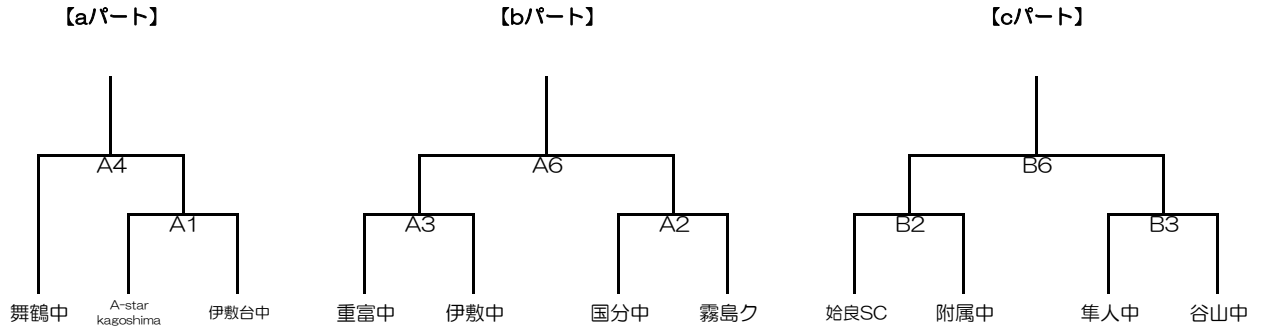 【aパート】
【bパート】
【cパート】
A4
A6
B6
A1
A3
A2
B2
B3
舞鶴中
A-star
kagoshima
伊敷台中
重富中
伊敷中
国分中
霧島ク
姶良SC
附属中
隼人中
谷山中